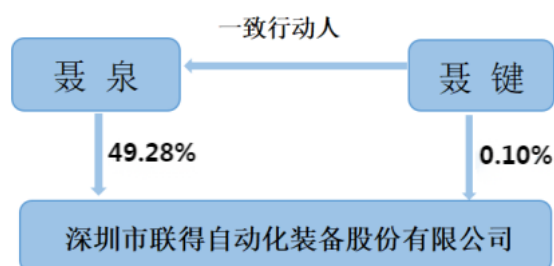 一致行动人
聂 泉
聂 键
49.28%
0.10%
深圳市联得自动化装备股份有限公司